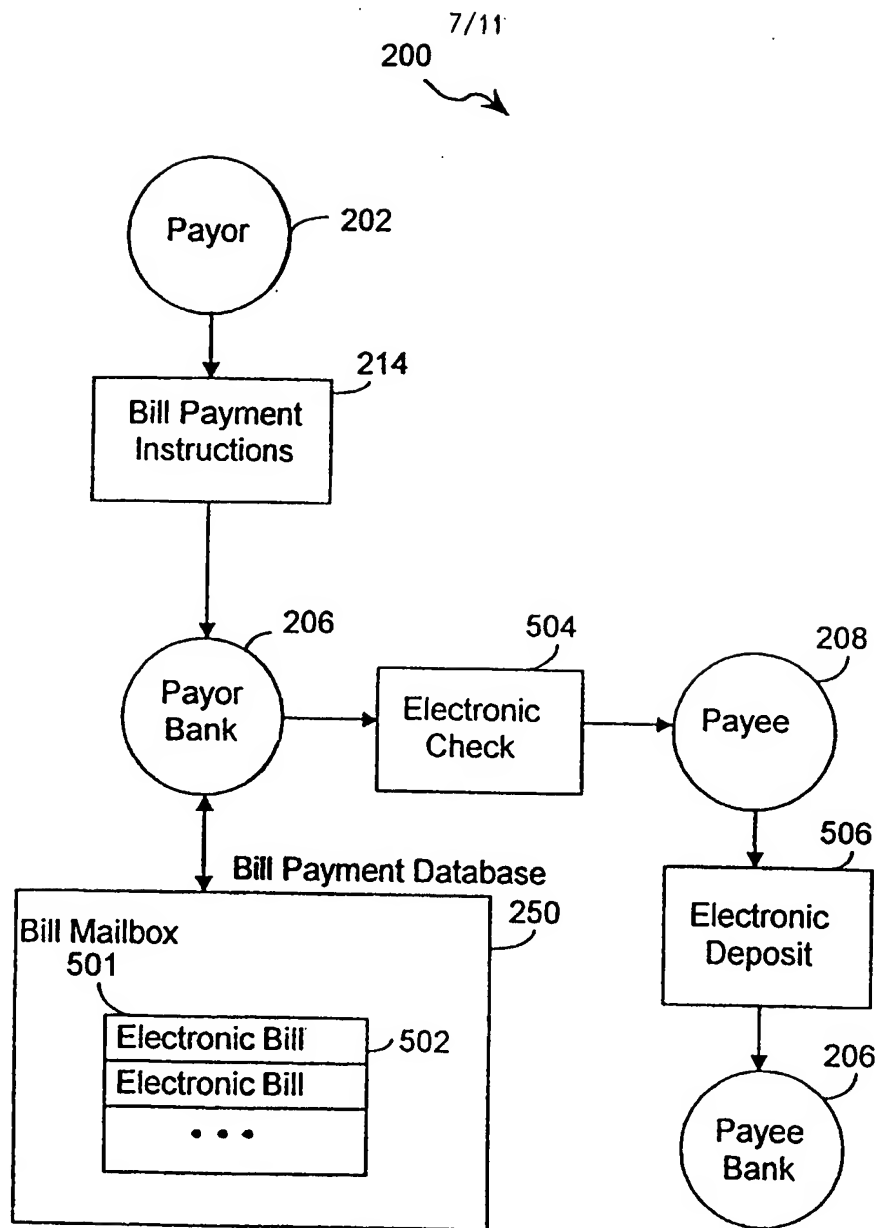 7/11
200
Payor
202
214
Bill Payment
Instructions
206
Payor
Bank
504
Electronic
Check
208
Payee
506
Electronic
Deposit
206
Payee
Bank
Bill Payment Database
250
Bill Mailbox
501
Electronic Bill
502
Electronic Bill
• • •